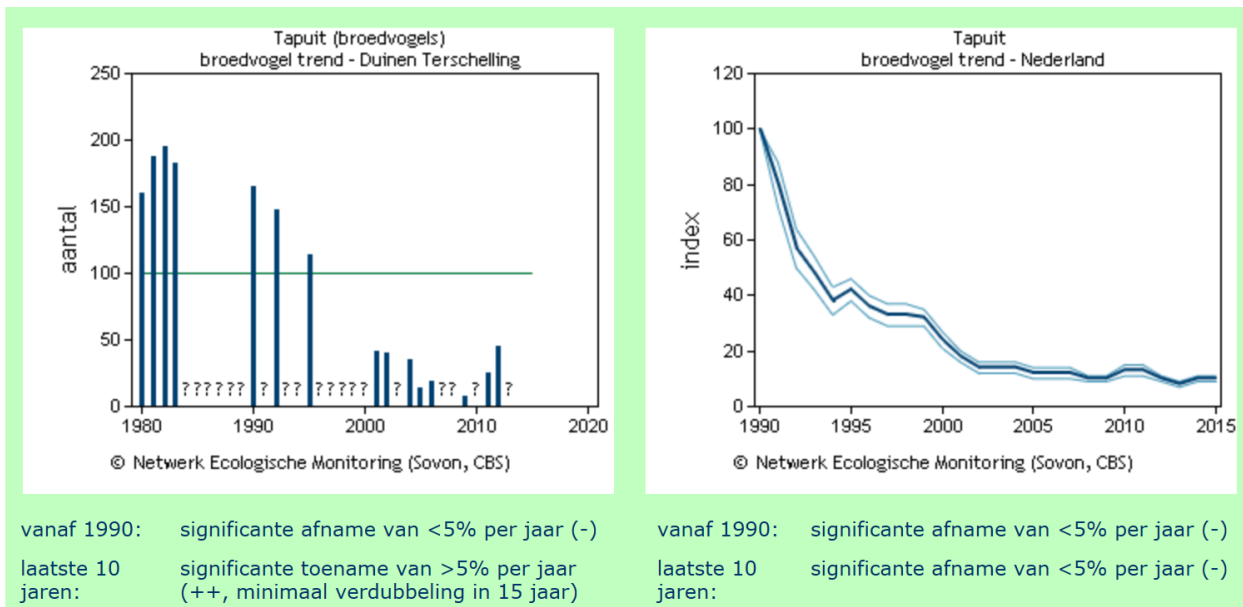 Tapuit (broedvogels)
broedvogel trend - Duinen Terschelling
250
200
150
100
50
0
aantal
?????? ? ?? ????? ? ?? ? ?
1980 1990 2000 2010 2020
© Netwerk Ecologische Monitoring (Sovon, CBS)
vanaf 1990: significante afname van <5% per jaar (-)
laatste 10 significante toename van >5% per jaar
jaren: (++, minimaal verdubbeling in 15 jaar)
Tapuit
broedvogel trend - Nederland
120
100
80
60
40
20
0
index
1990 1995 2000 2005 2010 2015
© Netwerk Ecologische Monitoring (Sovon, CBS)
vanaf 1990: significante afname van <5% per jaar (-)
laatste 10 significante afname van <5% per jaar (-)
jaren: